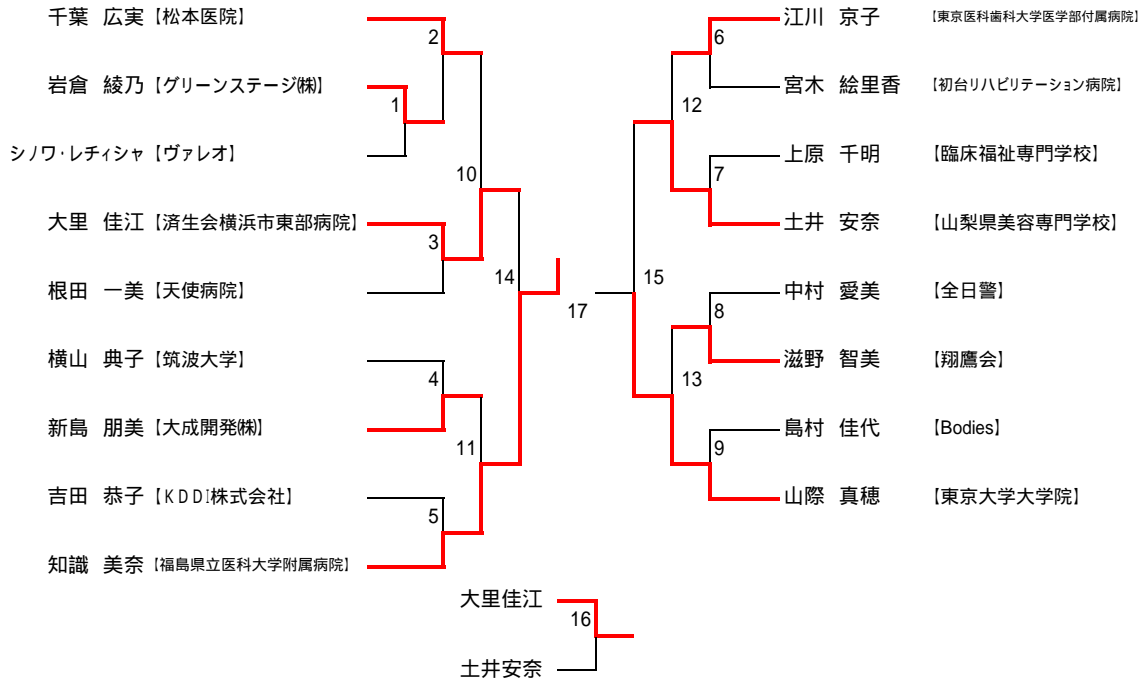 千葉 広実 【松本医院】
2
岩倉 綾乃 【グリーンステージ㈱】
1
シノワ・レティシャ 【ヴァレオ】
10
大里 佳江 【済生会横浜市東部病院】
3
根田 一美 【天使病院】
14
横山 典子 【筑波大学】
4
新島 朋美 【大成開発㈱】
11
吉田 恭子 【KDDI株式会社】
5
知識 美奈 【福島県立医科大学附属病院】
17
江川 京子 【東京医科歯科大学医学部付属病院】
6
宮木 絵里香 【初台リハビリテーション病院】
12
上原 千明 【臨床福祉専門学校】
7
土井 安奈 【山梨県美容専門学校】
15
中村 愛美 【全日警】
8
滋野 智美 【翔鷹会】
13
島村 佳代 【Bodies】
9
山際 真穂 【東京大学大学院】
大里佳江
16
土井安奈